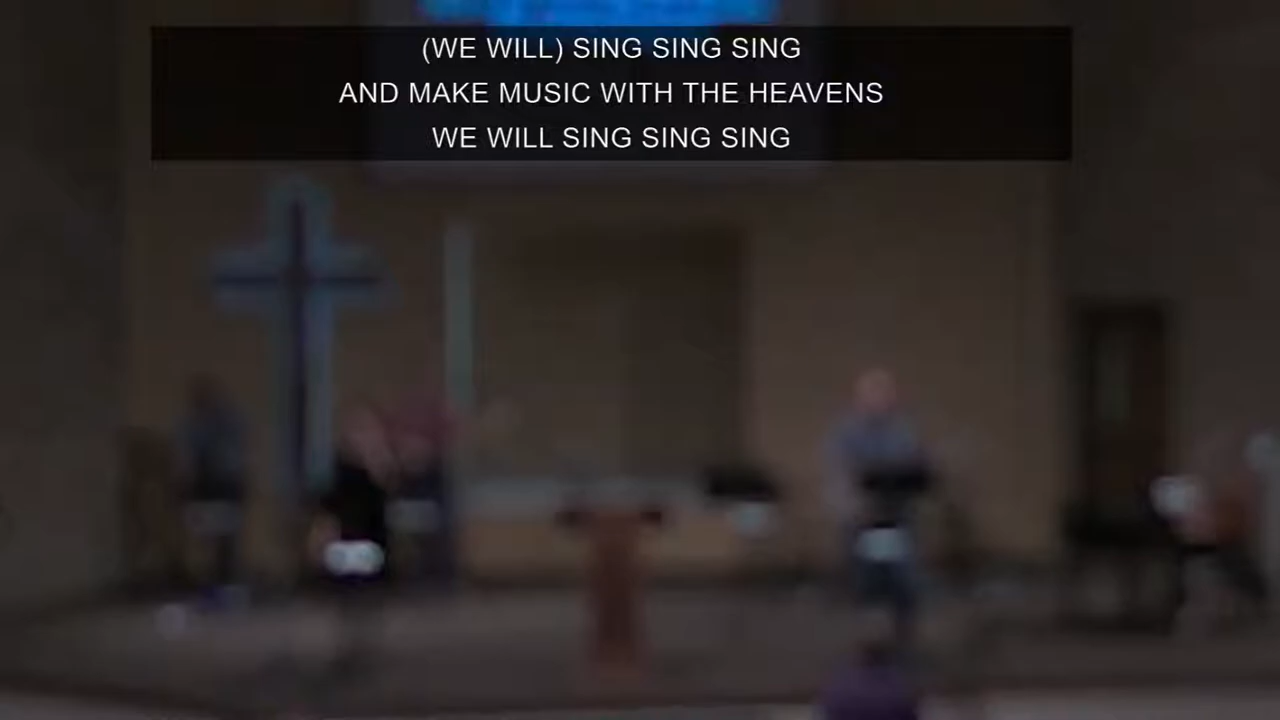 (WE WILL) SING SING SING
AND MAKE MUSIC WITH THE HEAVENS
WE WILL SING SING SING